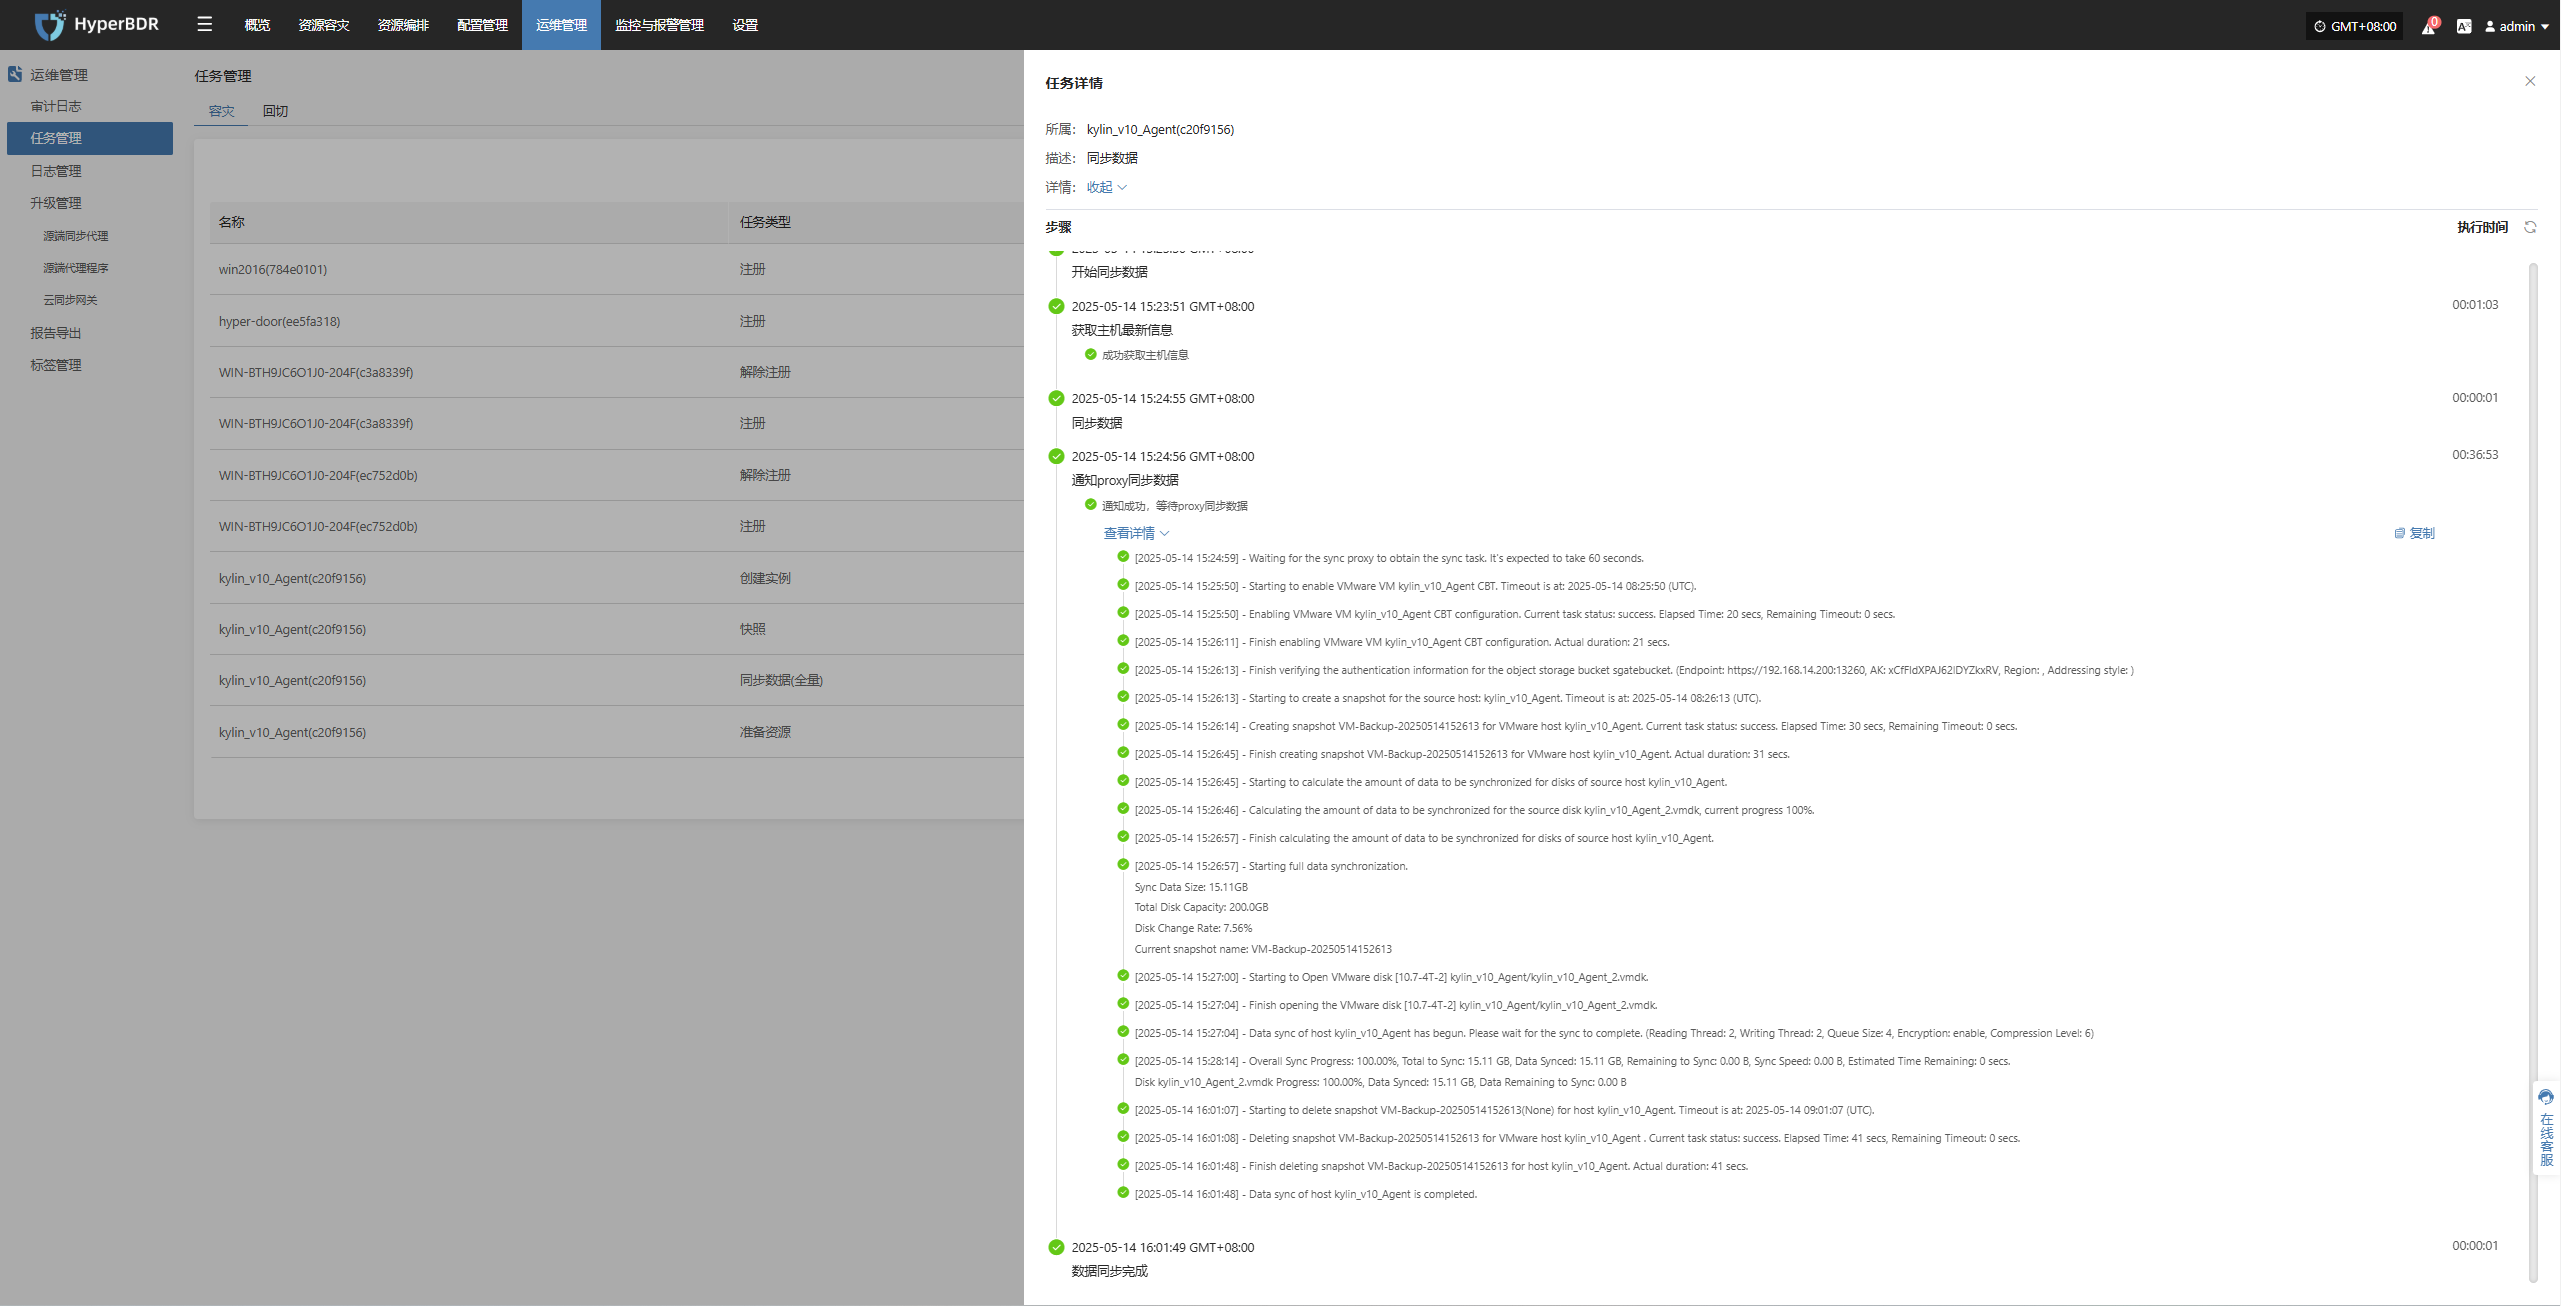 HyperBDR
概览
资源容灾
资源编排
配置管理
运维管理
监控与报警管理
设置
GMT+08:00
0
admin
运维管理
审计日志
任务管理
日志管理
升级管理
源端同步代理
源端代理程序
云同步网关
报告导出
标签管理
任务管理
容灾
回切
名称
任务类型
win2016(784e0101)
注册
hyper-door(ee5fa318)
注册
WIN-BTH9JC6O1J0-204F(c3a8339f)
解除注册
WIN-BTH9JC6O1J0-204F(c3a8339f)
注册
WIN-BTH9JC6O1J0-204F(ec752d0b)
解除注册
WIN-BTH9JC6O1J0-204F(ec752d0b)
注册
kylin_v10_Agent(c20f9156)
创建实例
kylin_v10_Agent(c20f9156)
快照
kylin_v10_Agent(c20f9156)
同步数据(全量)
kylin_v10_Agent(c20f9156)
准备资源
任务详情
所属: kylin_v10_Agent(c20f9156)
描述: 同步数据
详情: 收起
步骤
执行时间
开始同步数据
2025-05-14 15:23:51 GMT+08:00
00:01:03
获取主机最新信息
成功获取主机信息
2025-05-14 15:24:55 GMT+08:00
00:00:01
同步数据
2025-05-14 15:24:56 GMT+08:00
00:36:53
通知proxy同步数据
通知成功，等待proxy同步数据
查看详情
复制
[2025-05-14 15:24:59] - Waiting for the sync proxy to obtain the sync task. It's expected to take 60 seconds.
[2025-05-14 15:25:50] - Starting to enable VMware VM kylin_v10_Agent CBT. Timeout is at: 2025-05-14 08:25:50 (UTC).
[2025-05-14 15:25:50] - Enabling VMware VM kylin_v10_Agent CBT configuration. Current task status: success. Elapsed Time: 20 secs, Remaining Timeout: 0 secs.
[2025-05-14 15:26:11] - Finish enabling VMware VM kylin_v10_Agent CBT configuration. Actual duration: 21 secs.
[2025-05-14 15:26:13] - Finish verifying the authentication information for the object storage bucket sgatebucket. (Endpoint: https://192.168.14.200:13260, AK: xCfFldXPAJ62lDYZkxRV, Region: , Addressing style: )
[2025-05-14 15:26:13] - Starting to create a snapshot for the source host: kylin_v10_Agent. Timeout is at: 2025-05-14 08:26:13 (UTC).
[2025-05-14 15:26:14] - Creating snapshot VM-Backup-20250514152613 for VMware host kylin_v10_Agent. Current task status: success. Elapsed Time: 30 secs, Remaining Timeout: 0 secs.
[2025-05-14 15:26:45] - Finish creating snapshot VM-Backup-20250514152613 for VMware host kylin_v10_Agent. Actual duration: 31 secs.
[2025-05-14 15:26:45] - Starting to calculate the amount of data to be synchronized for disks of source host kylin_v10_Agent.
[2025-05-14 15:26:46] - Calculating the amount of data to be synchronized for the source disk kylin_v10_Agent_2.vmdk, current progress 100%.
[2025-05-14 15:26:57] - Finish calculating the amount of data to be synchronized for disks of source host kylin_v10_Agent.
[2025-05-14 15:26:57] - Starting full data synchronization.
Sync Data Size: 15.11GB
Total Disk Capacity: 200.0GB
Disk Change Rate: 7.56%
Current snapshot name: VM-Backup-20250514152613
[2025-05-14 15:27:00] - Starting to Open VMware disk [10.7-4T-2] kylin_v10_Agent/kylin_v10_Agent_2.vmdk.
[2025-05-14 15:27:04] - Finish opening the VMware disk [10.7-4T-2] kylin_v10_Agent/kylin_v10_Agent_2.vmdk.
[2025-05-14 15:27:04] - Data sync of host kylin_v10_Agent has begun. Please wait for the sync to complete. (Reading Thread: 2, Writing Thread: 2, Queue Size: 4, Encryption: enable, Compression Level: 6)
[2025-05-14 15:28:14] - Overall Sync Progress: 100.00%, Total to Sync: 15.11 GB, Data Synced: 15.11 GB, Remaining to Sync: 0.00 B, Sync Speed: 0.00 B, Estimated Time Remaining: 0 secs.
Disk kylin_v10_Agent_2.vmdk Progress: 100.00%, Data Synced: 15.11 GB, Data Remaining to Sync: 0.00 B
[2025-05-14 16:01:07] - Starting to delete snapshot VM-Backup-20250514152613(None) for host kylin_v10_Agent. Timeout is at: 2025-05-14 09:01:07 (UTC).
[2025-05-14 16:01:08] - Deleting snapshot VM-Backup-20250514152613 for VMware host kylin_v10_Agent . Current task status: success. Elapsed Time: 41 secs, Remaining Timeout: 0 secs.
[2025-05-14 16:01:48] - Finish deleting snapshot VM-Backup-20250514152613 for host kylin_v10_Agent. Actual duration: 41 secs.
[2025-05-14 16:01:48] - Data sync of host kylin_v10_Agent is completed.
2025-05-14 16:01:49 GMT+08:00
00:00:01
数据同步完成
在线客服